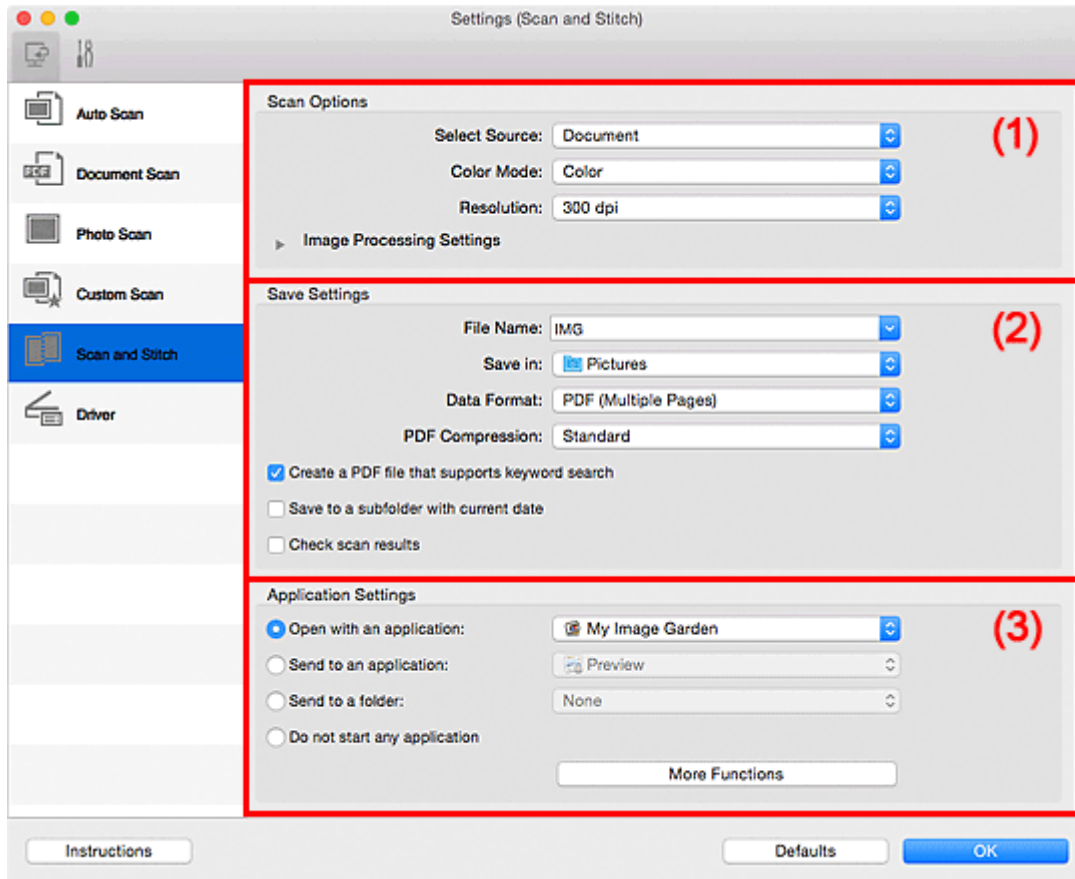 Settings (Scan and Stitch)
Auto Scan
PDF
Document Scan
Photo Scan
Custom Scan
Scan and Stitch
Driver
Scan Options
(1)
Select Source: Document
Color Mode: Color
Resolution: 300 dpi
Image Processing Settings
Save Settings
(2)
File Name: IMG
Save in: Pictures
Data Format: PDF (Multiple Pages)
PDF Compression: Standard
Create a PDF file that supports keyword search
Save to a subfolder with current date
Check scan results
Application Settings
(3)
Open with an application: My Image Garden
Send to an application: Preview
Send to a folder: None
Do not start any application
More Functions
Instructions Defaults OK